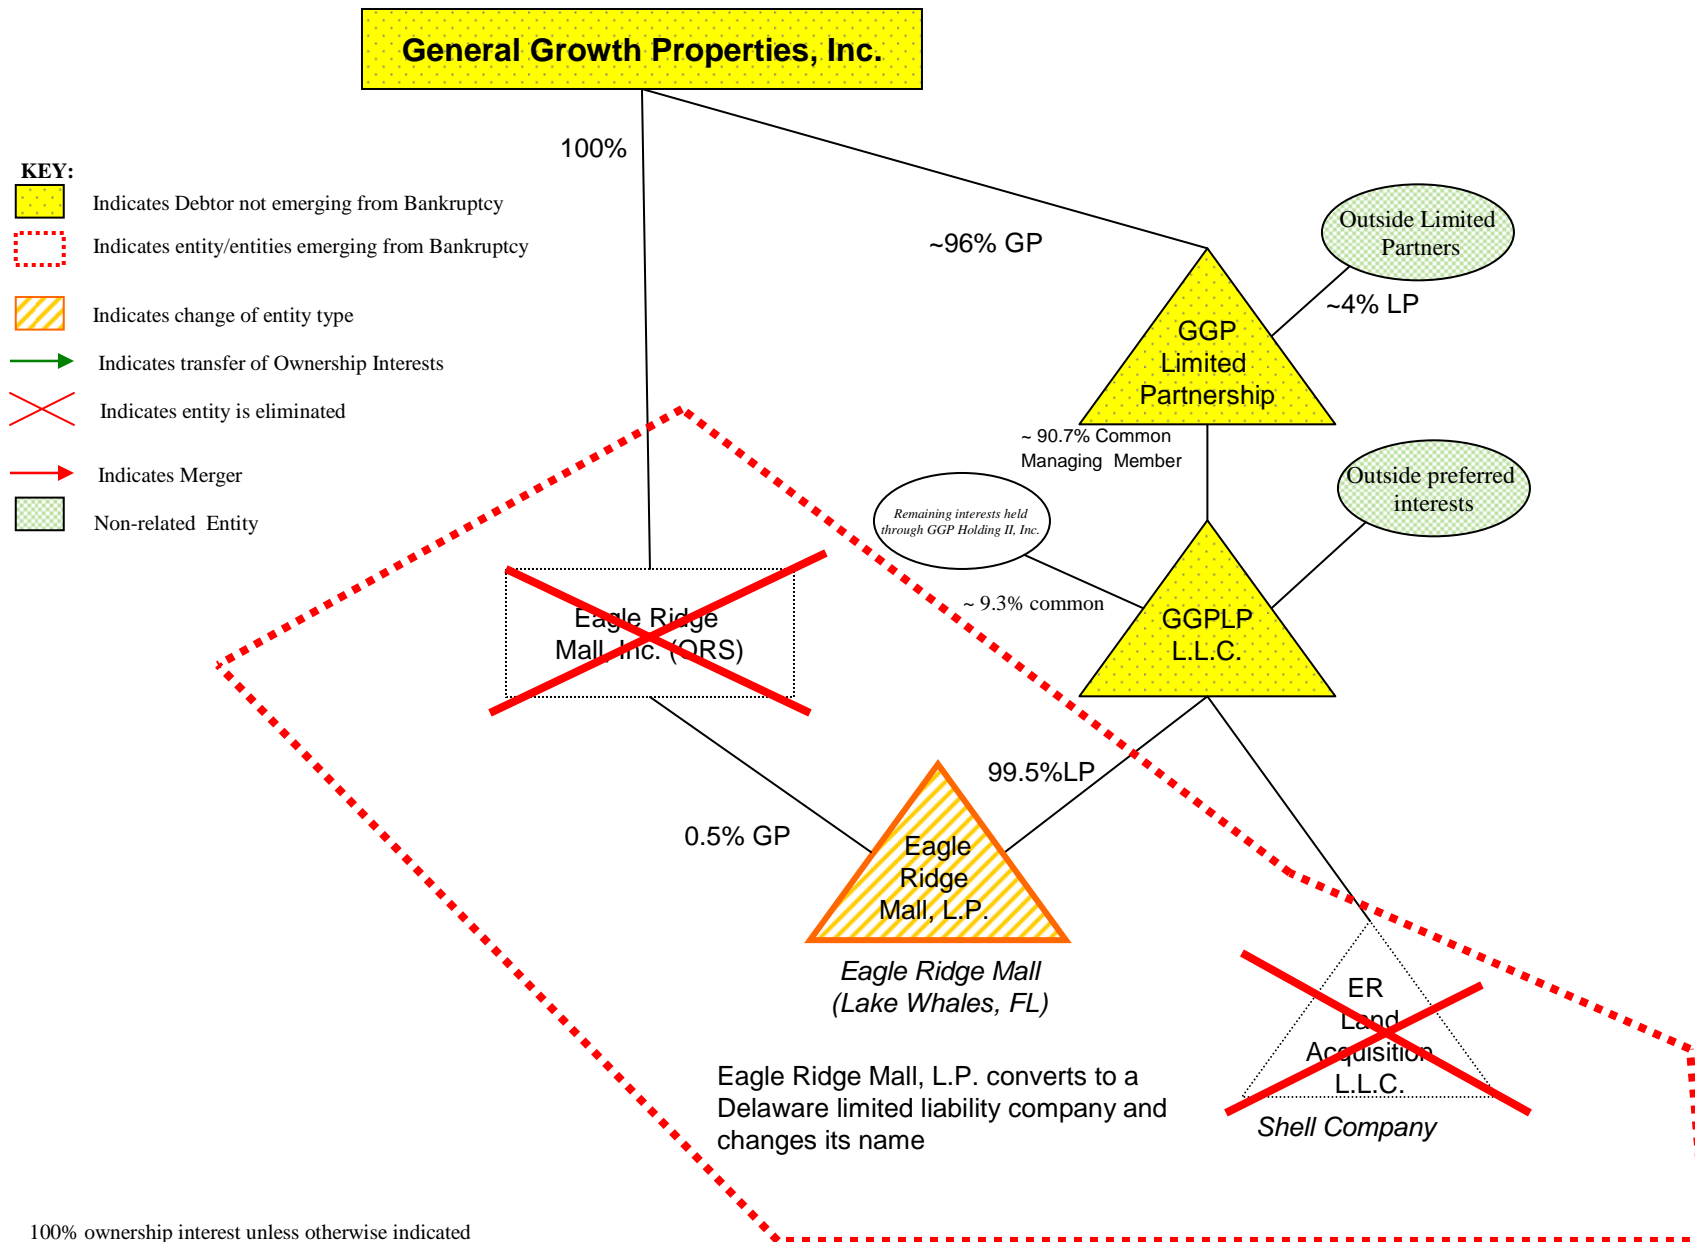 General Growth Properties, Inc.
100%
KEY:
Indicates Debtor not emerging from Bankruptcy
Indicates entity/entities emerging from Bankruptcy
Indicates change of entity type
Indicates transfer of Ownership Interests
Indicates entity is eliminated
Indicates Merger
Non-related Entity
~96% GP
Outside Limited
Partners
~4% LP
GGP
Limited
Partnership
~ 90.7% Common
Managing Member
Outside preferred
interests
Remaining interests held
through GGP Holding II, Inc.
~ 9.3% common
GGPLP
L.L.C.
Eagle Ridge
Mall, Inc. (QRS)
99.5%LP
0.5% GP
Eagle
Ridge
Mall, L.P.
Eagle Ridge Mall
(Lake Whales, FL)
ER
Land
Acquisition
L.L.C.
Shell Company
Eagle Ridge Mall, L.P. converts to a
Delaware limited liability company and
changes its name
100% ownership interest unless otherwise indicated